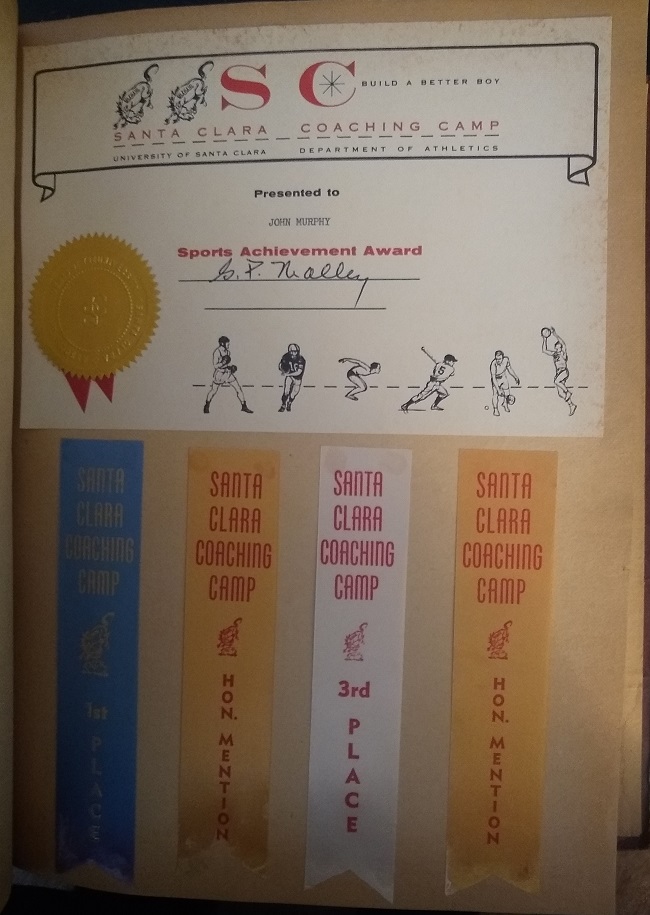 S C BUILD A BETTER BOY
SANTA CLARA COACHING CAMP
UNIVERSITY OF SANTA CLARA DEPARTMENT OF ATHLETICS
Presented to
JOHN MURPHY
Sports Achievement Award
G. P. Malley
15
SANTA
CLARA
COACHING
CAMP
1st
PLACE
SANTA
CLARA
COACHING
CAMP
HON. MENTION
SANTA
CLARA
COACHING
CAMP
3rd
PLACE
SANTA
CLARA
COACHING
CAMP
HON. MENTION